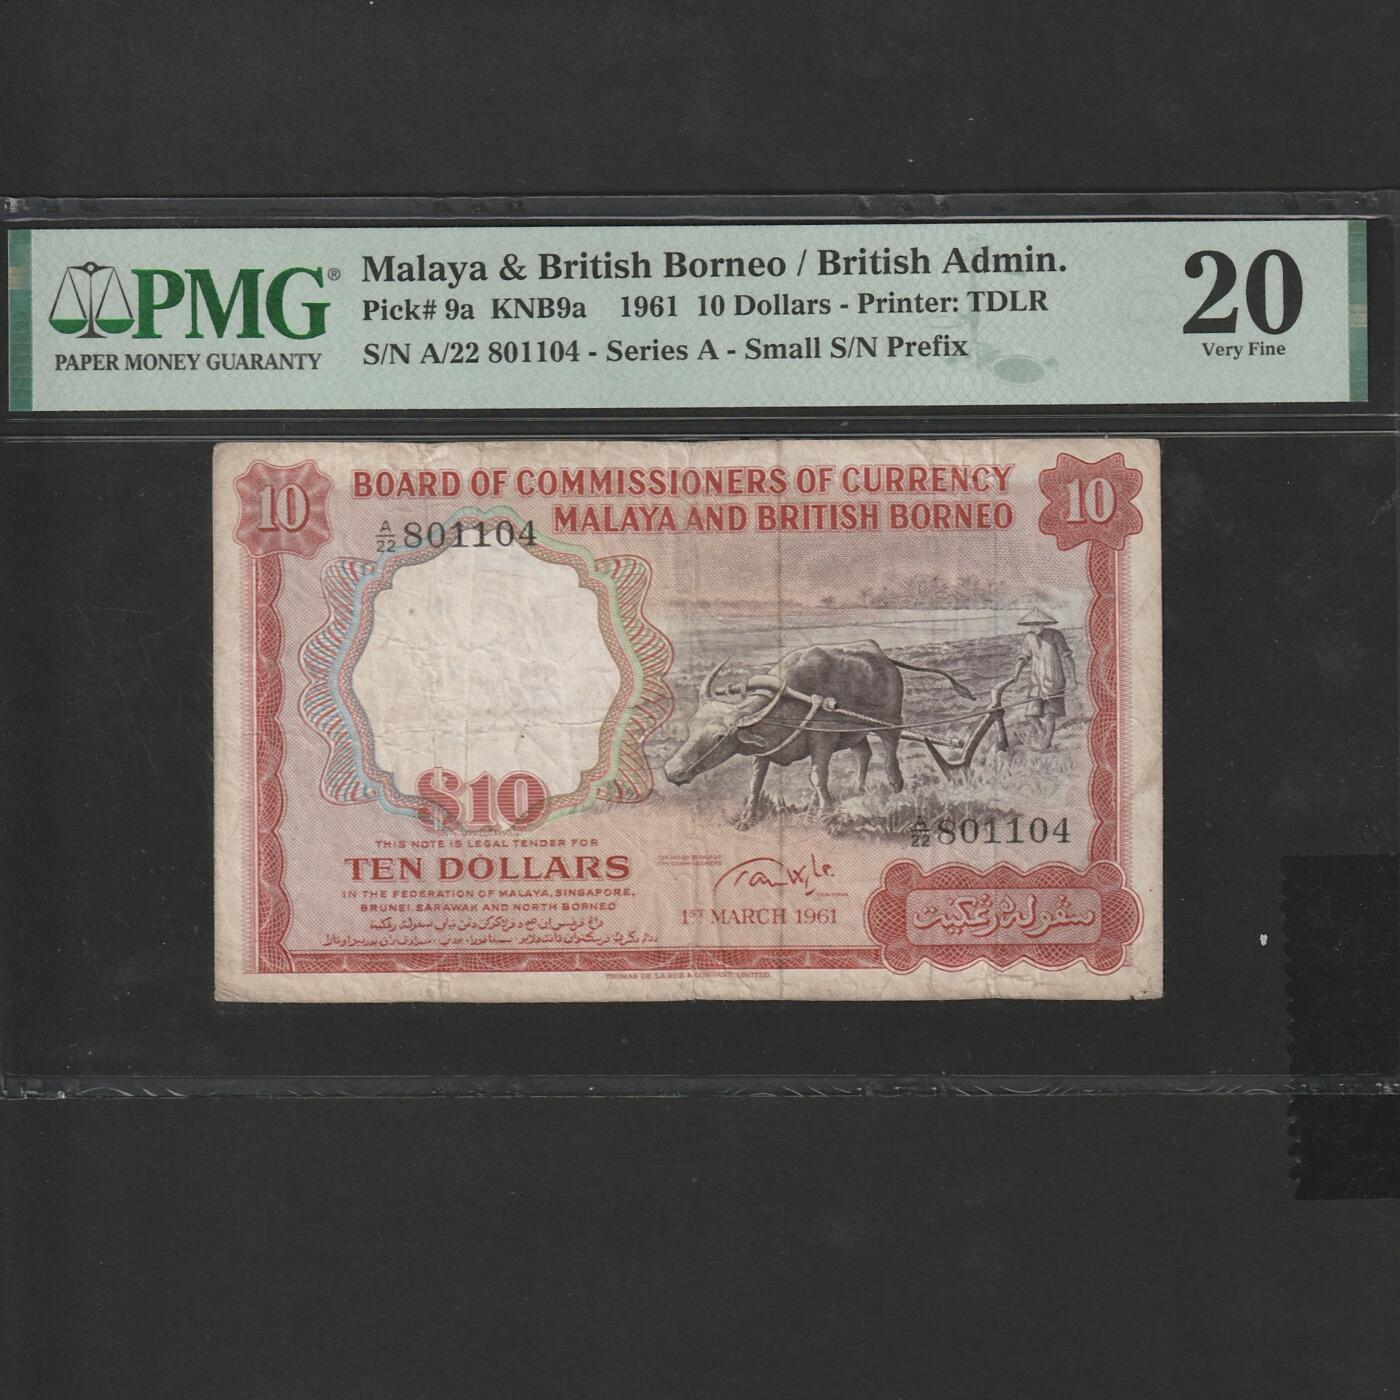 PMG®
PAPER MONEY GUARANTY
Malaya & British Borneo / British Admin.
Pick# 9a KNB9a 1961 10 Dollars - Printer: TDLR
S/N A/22 801104 - Series A - Small S/N Prefix
20
Very Fine
10
BOARD OF COMMISSIONERS OF CURRENCY
MALAYA AND BRITISH BORNEO
10
A/22 801104
$10
A/22 801104
THIS NOTE IS LEGAL TENDER FOR
TEN DOLLARS
IN THE FEDERATION OF MALAYA, SINGAPORE,
BRUNEI, SARAWAK AND NORTH BORNEO
1ST MARCH 1961
CHAIRMAN
سڤوله رڠݢيت
THOMAS DE LA RUE & COMPANY, LIMITED.